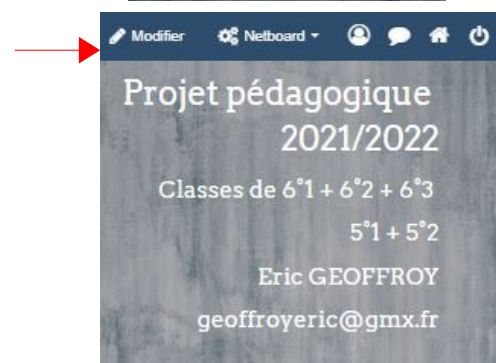 Modifier Netboard
Projet pédagogique
2021/2022
Classes de 6°1 + 6°2 + 6°3
5°1 + 5°2
Eric GEOFFROY
geoffroyeric@gmx.fr